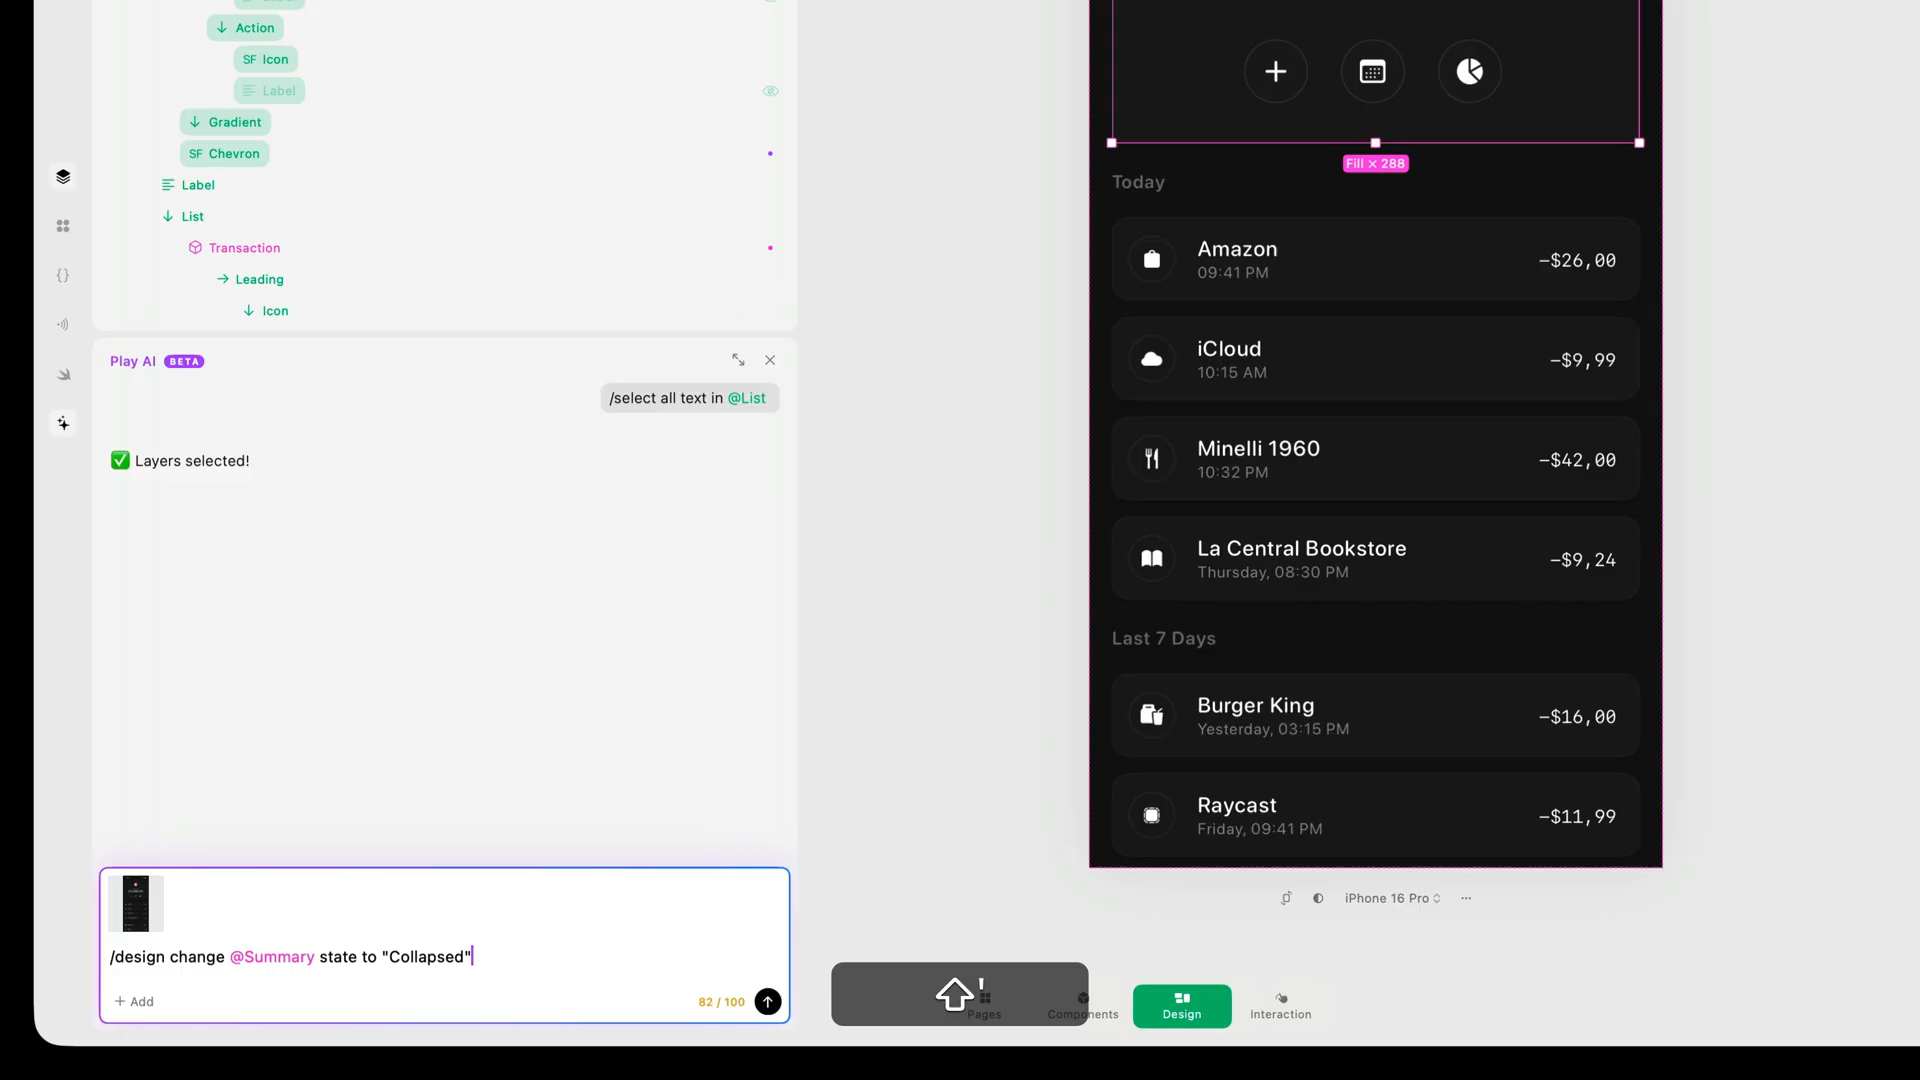 Action
SF Icon
Label
Gradient
SF Chevron
Label
List
Transaction
Leading
Icon
Play AI BETA
/select all text in @List
✅ Layers selected!
/design change @Summary state to "Collapsed"
+ Add
82 / 100
Fill × 288
Today
Amazon
09:41 PM
–$26,00
iCloud
10:15 AM
–$9,99
Minelli 1960
10:32 PM
–$42,00
La Central Bookstore
Thursday, 08:30 PM
–$9,24
Last 7 Days
Burger King
Yesterday, 03:15 PM
–$16,00
Raycast
Friday, 09:41 PM
–$11,99
iPhone 16 Pro
⇧ '
Pages
Components
Design
Interaction